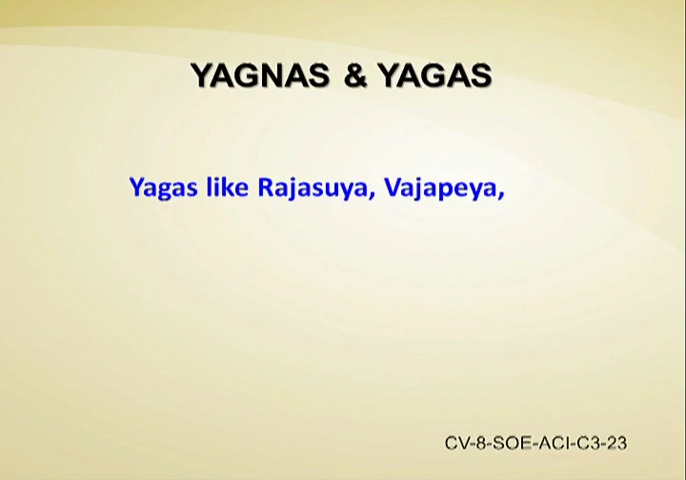 YAGNAS & YAGAS
Yagas like Rajasuya, Vajapeya,
CV-8-SOE-ACI-C3-23